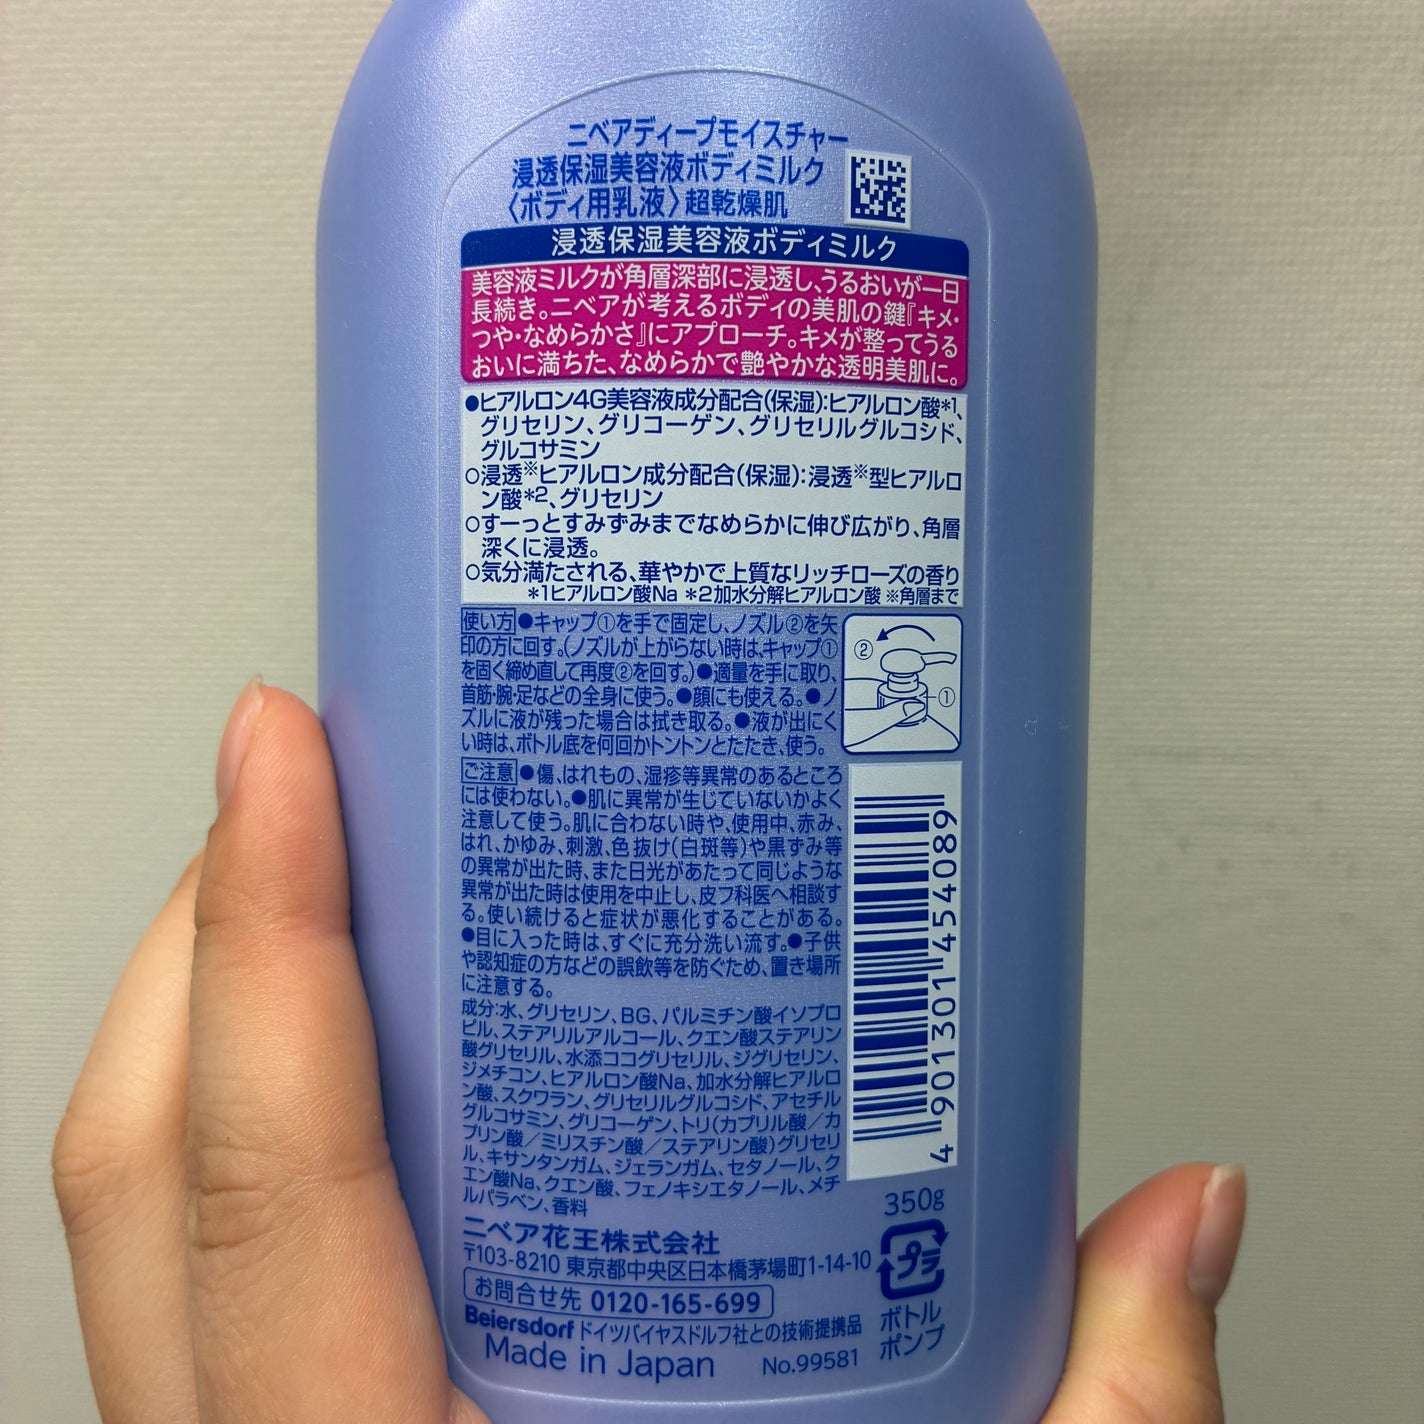 ニベアディープモイスチャー
浸透保湿美容液ボディミルク
〈ボディ用乳液〉超乾燥肌
浸透保湿美容液ボディミルク
美容液ミルクが角層深部に浸透し、うるおいが一日
長続き。ニベアが考えるボディの美肌の鍵『キメ・
つや・なめらかさ』にアプローチ。キメが整ってうる
おいに満ちた、なめらかで艶やかな透明美肌に。
●ヒアルロン4G美容液成分配合(保湿):ヒアルロン酸*1、
グリセリン、グリコーゲン、グリセリルグルコシド、
グルコサミン
○浸透※ヒアルロン成分配合(保湿):浸透※型ヒアルロ
ン酸*2、グリセリン
○すーっとすみずみまでなめらかに伸び広がり、角層
深くに浸透。
○気分満たされる、華やかで上質なリッチローズの香り
*1ヒアルロン酸Na *2加水分解ヒアルロン酸 ※角層まで
使い方●キャップ①を手で固定し、ノズル②を矢
印の方に回す。(ノズルが上がらない時は、キャップ①
を固く締め直して再度②を回す。)●適量を手に取り、
首筋・腕・足などの全身に使う。●顔にも使える。●ノ
ズルに液が残った場合は拭き取る。●液が出にく
い時は、ボトル底を何回かトントンとたたき、使う。
②
①
ご注意●傷、はれもの、湿疹等異常のあるところ
には使わない。●肌に異常が生じていないかよく
注意して使う。肌に合わない時や、使用中、赤み、
はれ、かゆみ、刺激、色抜け(白斑等)や黒ずみ等
の異常が出た時、また日光があたって同じような
異常が出た時は使用を中止し、皮フ科医へ相談す
る。使い続けると症状が悪化することがある。
●目に入った時は、すぐに充分洗い流す。●子供
や認知症の方などの誤飲等を防ぐため、置き場所
に注意する。
成分:水、グリセリン、BG、パルミチン酸イソプロ
ピル、ステアリルアルコール、クエン酸ステアリン
酸グリセリル、水添ココグリセリル、ジグリセリン、
ジメチコン、ヒアルロン酸Na、加水分解ヒアルロ
ン酸、スクワラン、グリセリルグルコシド、アセチル
グルコサミン、グリコーゲン、トリ(カプリル酸／カ
プリン酸／ミリスチン酸／ステアリン酸)グリセリ
ル、キサンタンガム、ジェランガム、セタノール、ク
エン酸Na、クエン酸、フェノキシエタノール、メチ
ルパラベン、香料
4 901301 454089
350g
ニベア花王株式会社
〒103-8210 東京都中央区日本橋茅場町1-14-10
お問合せ先 0120-165-699
Beiersdorf ドイツバイヤスドルフ社との技術提携品
Made in Japan No.99581
プラ
ボトル
ポンプ